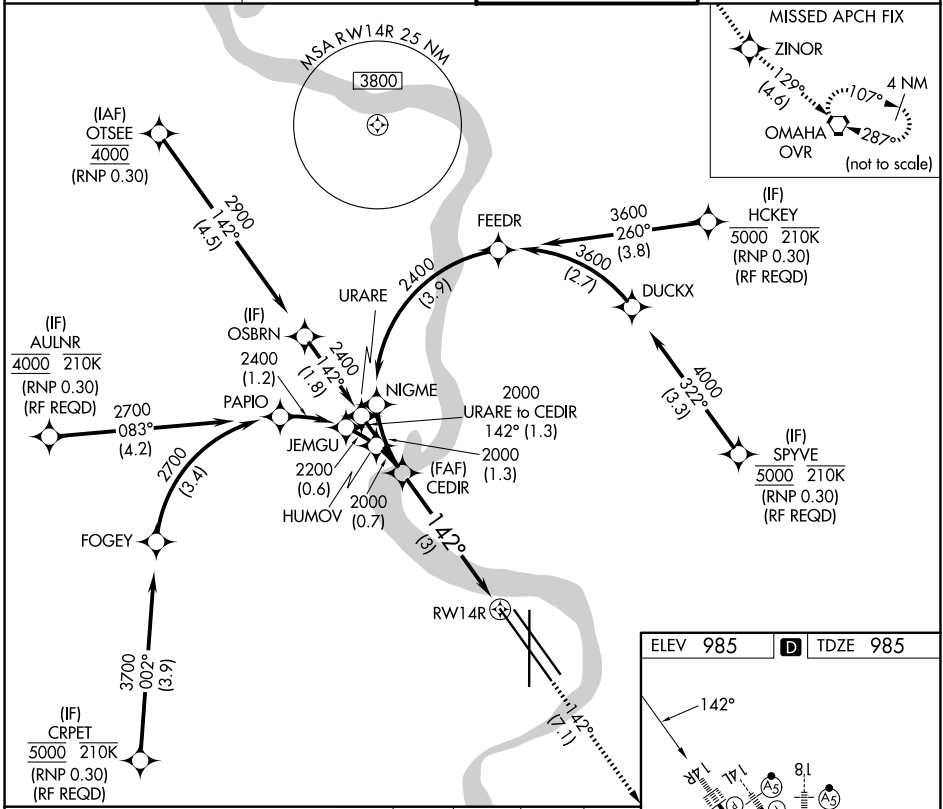 MSA RW14R 25 NM
3800
MISSED APCH FIX
ZINOR
129°
(4.6)
4 NM
107°
OMAHA
OVR
287°
(not to scale)
(IAF)
OTSEE
4000
(RNP 0.30)
2900
142°
(4.5)
FEEDR
3600
260°
(3.8)
(IF)
HCKEY
5000 210K
(RNP 0.30)
(RF REQD)
2400
(3.9)
3600
(2.7)
DUCKX
URARE
(IF)
OSBRN
2400
142°
(1.8)
(IF)
AULNR
4000 210K
(RNP 0.30)
(RF REQD)
2400
(1.2)
PAPIO
NIGME
2000
URARE to CEDIR
142° (1.3)
4000
322°
(3.3)
2700
083°
(4.2)
JEMGU
2000
(1.3)
(IF)
SPYVE
5000 210K
(RNP 0.30)
(RF REQD)
2200
(0.6)
(FAF)
CEDIR
2700
(3.4)
HUMOV
2000
(0.7)
142°
(3)
FOGEY
RW14R
3700
002°
(3.9)
142°
(7.1)
(IF)
CRPET
5000 210K
(RNP 0.30)
(RF REQD)
ELEV 985
D
TDZE 985
142°
14R
14L
18
A5
A5